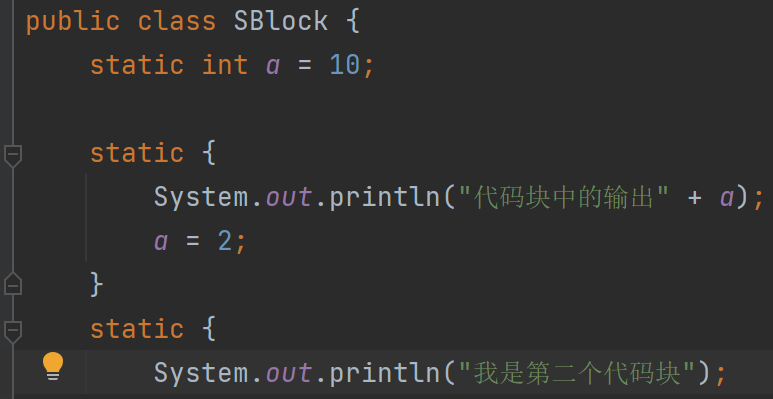 public class SBlock {
static int a = 10;
static {
System.out.println("代码块中的输出" + a);
a = 2;
}
static {
System.out.println("我是第二个代码块");